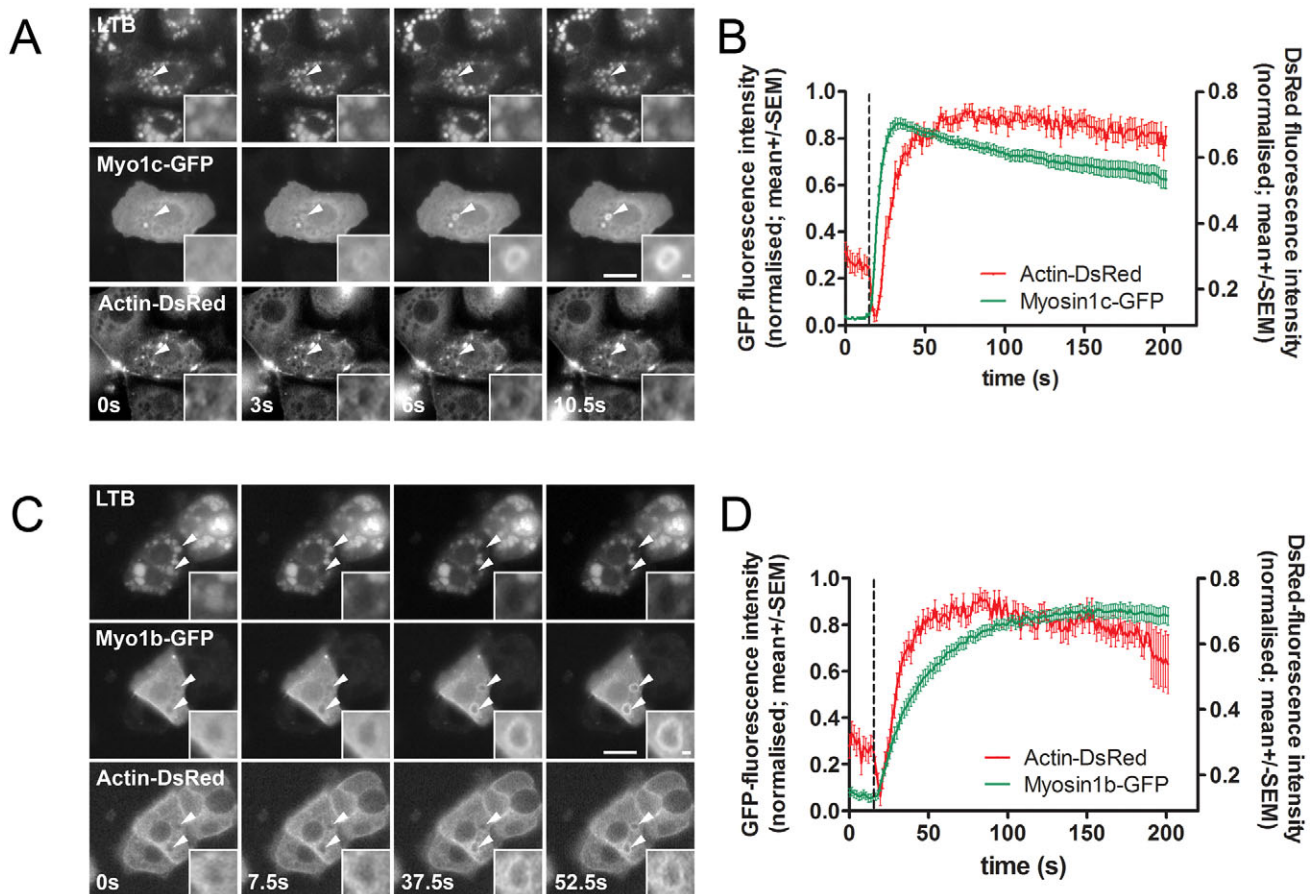 A
LTB
Myo1c-GFP
Actin-DsRed
0s
3s
6s
10.5s
B
GFP fluorescence intensity
(normalised; mean+/-SEM)
1.0
0.8
0.6
0.4
0.2
0.0
0.8
0.6
0.4
0.2
DsRed fluorescence intensity
(normalised; mean+/-SEM)
Actin-DsRed
Myosin1c-GFP
0
50
100
150
200
time (s)
C
LTB
Myo1b-GFP
Actin-DsRed
0s
7.5s
37.5s
52.5s
D
GFP-fluorescence intensity
(normalised; mean+/-SEM)
1.0
0.8
0.6
0.4
0.2
0.0
0.8
0.6
0.4
0.2
DsRed-fluorescence intensity
(normalised; mean+/-SEM)
Actin-DsRed
Myosin1b-GFP
0
50
100
150
200
time (s)